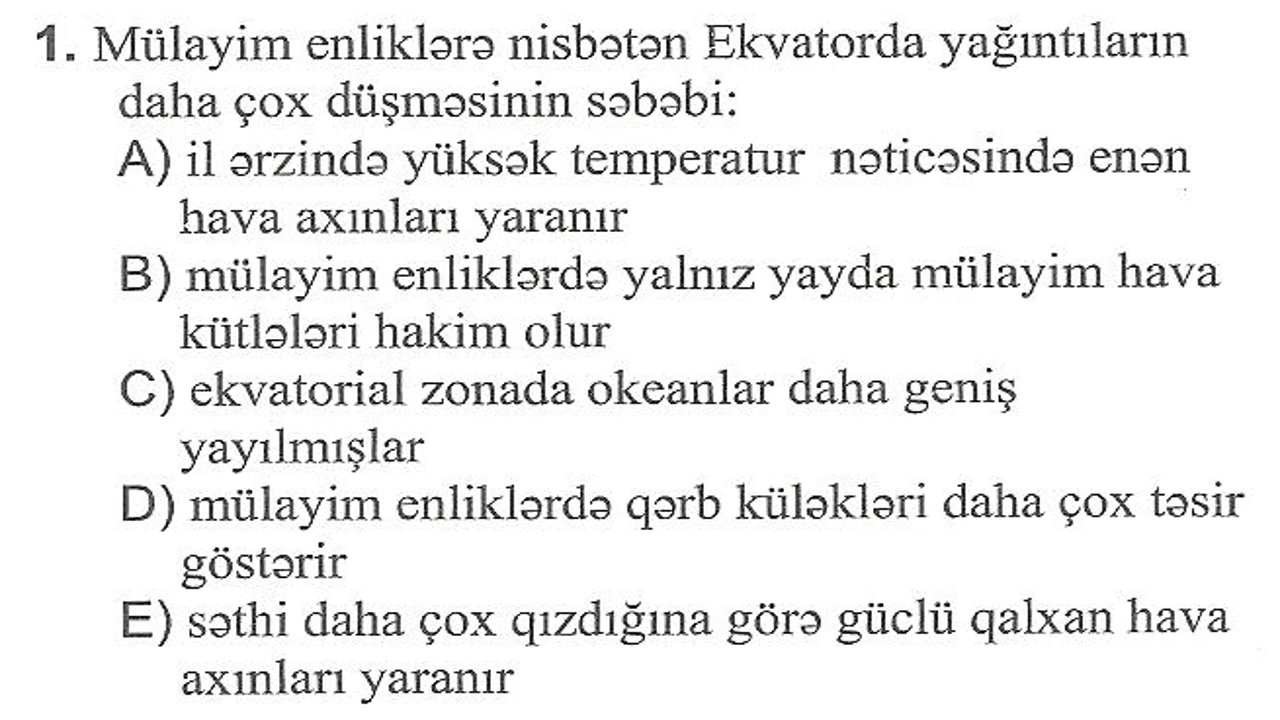 1. Mülayim enliklərə nisbətən Ekvatorda yağıntıların
daha çox düşməsinin səbəbi:
A) il ərzində yüksək temperatur nəticəsində enən
hava axınları yaranır
B) mülayim enliklərdə yalnız yayda mülayim hava
kütlələri hakim olur
C) ekvatorial zonada okeanlar daha geniş
yayılmışlar
D) mülayim enliklərdə qərb küləkləri daha çox təsir
göstərir
E) səthi daha çox qızdığına görə güclü qalxan hava
axınları yaranır